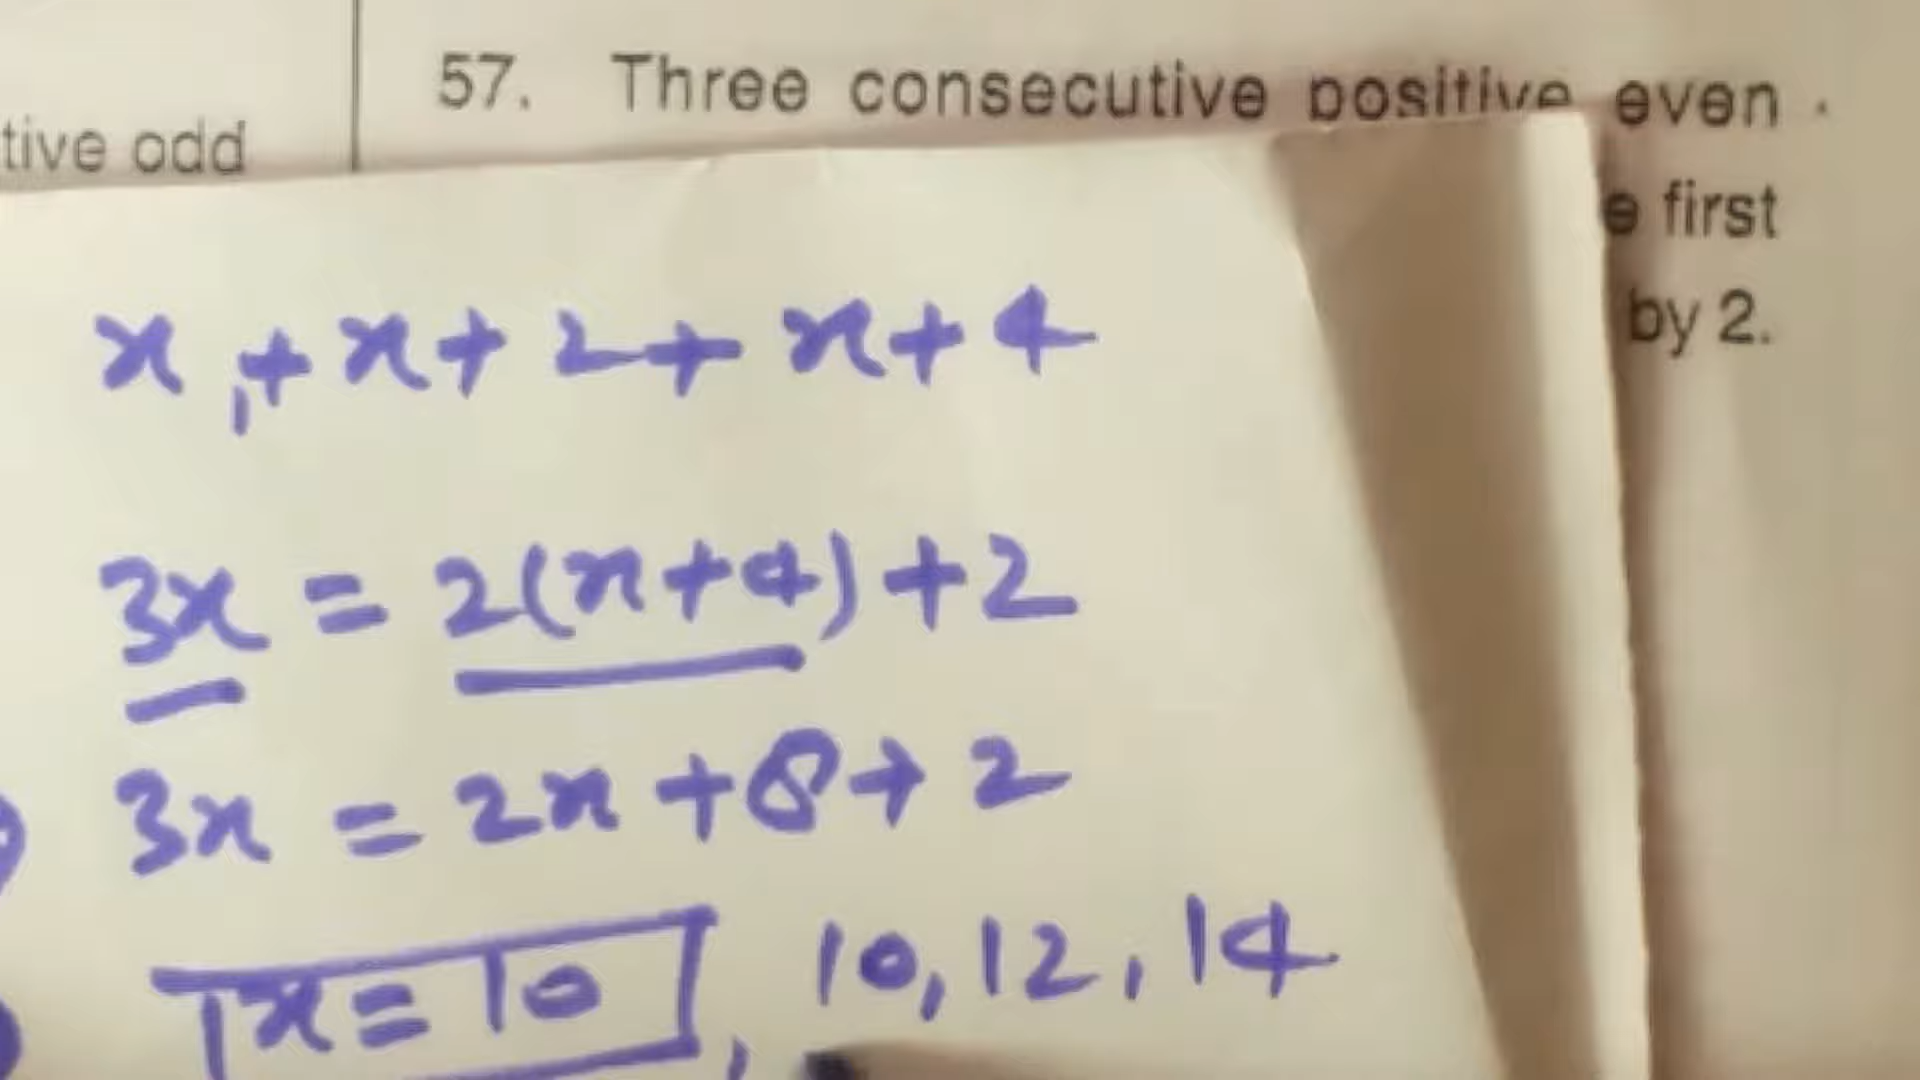 57. Three consecutive positive even
tive odd
first
by 2.
x, + x + 2 + x + 4
3x = 2(x+4) + 2
3x = 2x + 8 + 2
x = 10, 10, 12, 14